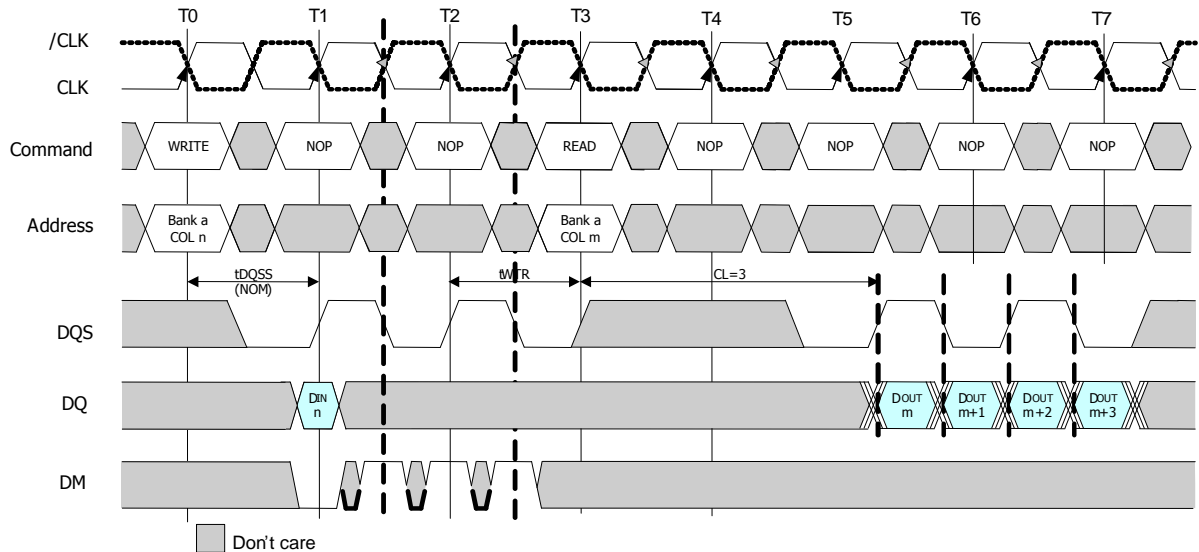 T0 T1 T2 T3 T4 T5 T6 T7
/CLK
CLK
Command WRITE NOP NOP READ NOP NOP NOP NOP
Address Bank a COL n Bank a COL m
tDQSS (NOM) tWTR CL=3
DQS
DQ DIN n DOUT m DOUT m+1 DOUT m+2 DOUT m+3
DM
Don't care